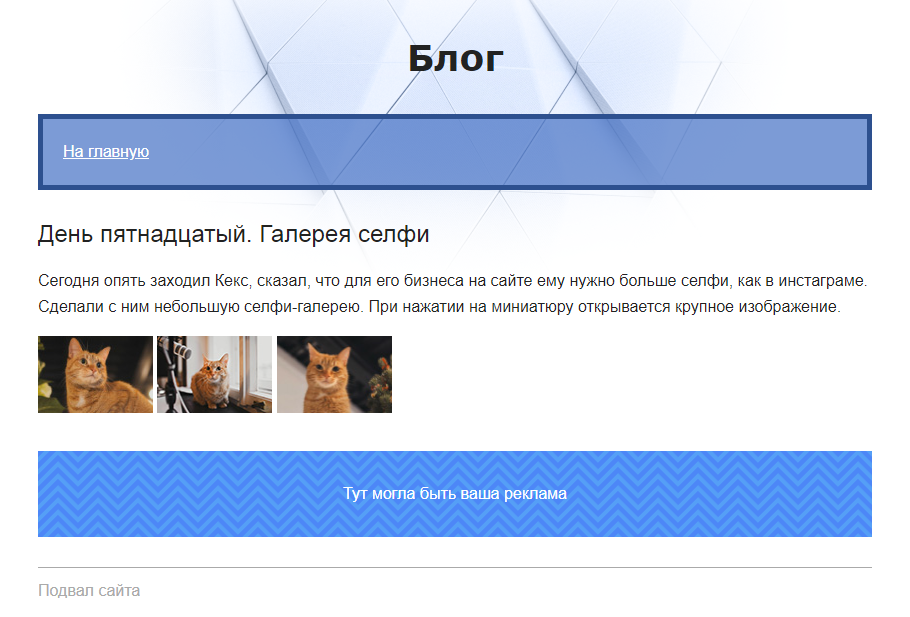 Блог
На главную
День пятнадцатый. Галерея селфи
Сегодня опять заходил Кекс, сказал, что для его бизнеса на сайте ему нужно больше селфи, как в инстаграме.
Сделали с ним небольшую селфи-галерею. При нажатии на миниатюру открывается крупное изображение.
Тут могла быть ваша реклама
Подвал сайта